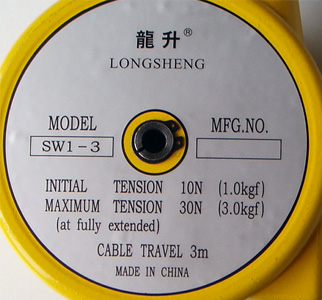 龍升®
LONGSHENG
MODEL MFG.NO.
SW1-3
INITIAL TENSION 10N (1.0kgf)
MAXIMUM TENSION 30N (3.0kgf)
(at fully extended)
CABLE TRAVEL 3m
MADE IN CHINA